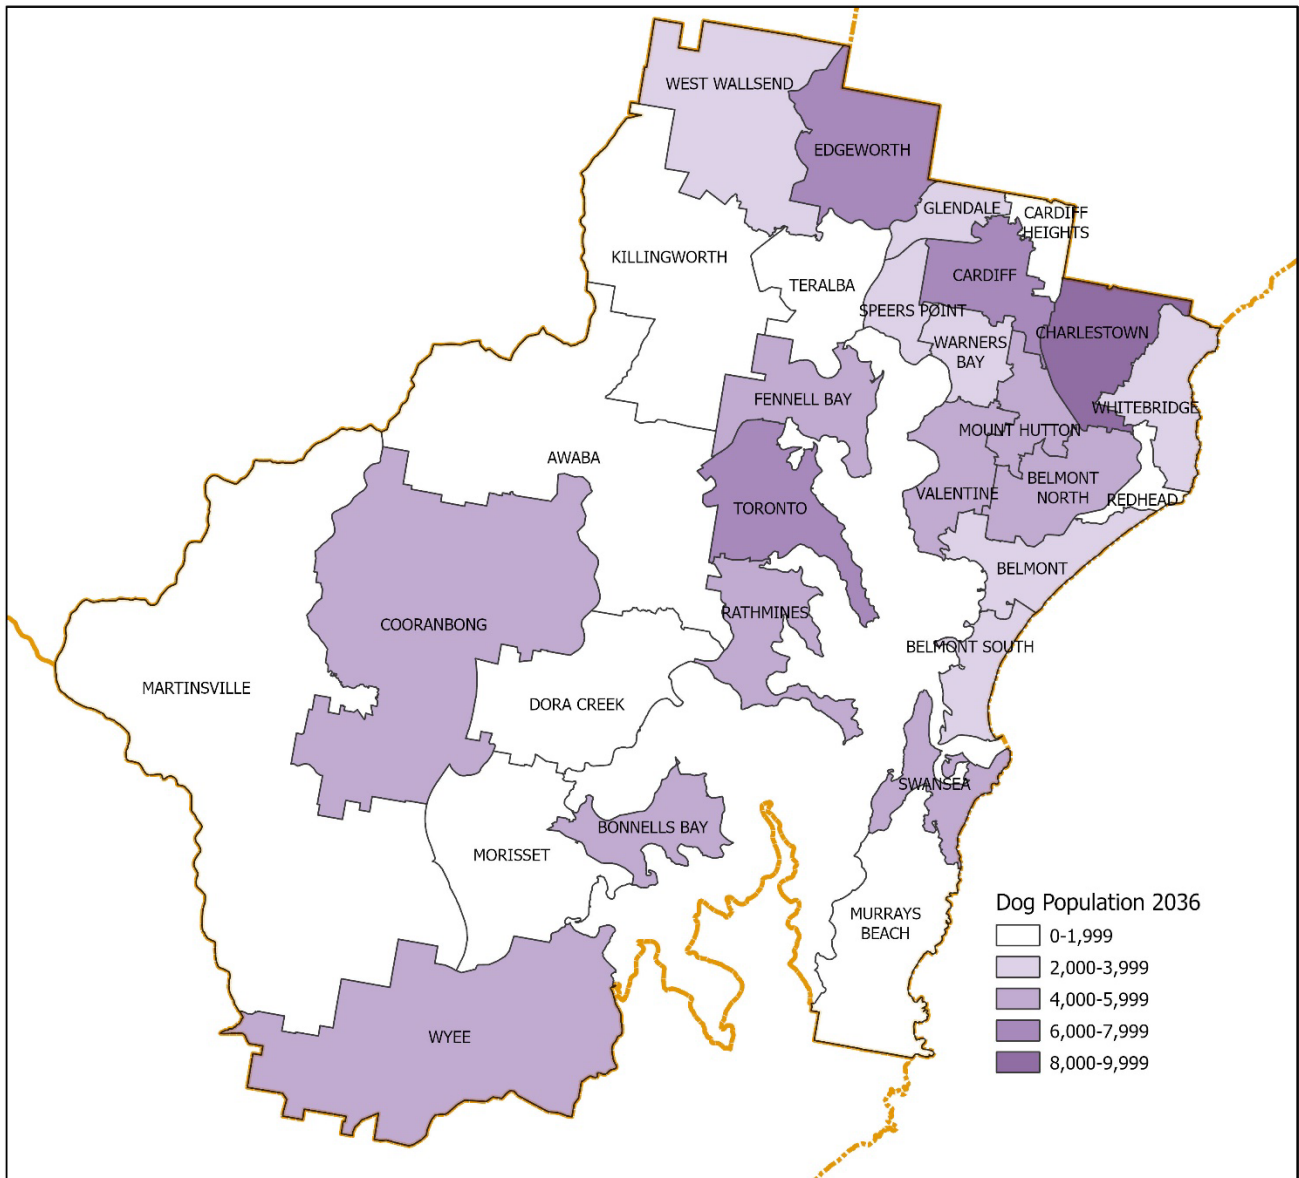 WEST WALLSEND
EDGEWORTH
GLENDALE
CARDIFF
HEIGHTS
KILLINGWORTH
TERALBA
CARDIFF
SPEERS POINT
CHARLESTOWN
WARNERS
BAY
FENNELL BAY
WHITEBRIDGE
MOUNT HUTTON
AWABA
BELMONT
NORTH
VALENTINE
REDHEAD
TORONTO
BELMONT
RATHMINES
COORANBONG
BELMONT SOUTH
MARTINSVILLE
DORA CREEK
SWANSEA
BONNELLS BAY
MORISSET
MURRAYS
BEACH
WYEE
Dog Population 2036
0-1,999
2,000-3,999
4,000-5,999
6,000-7,999
8,000-9,999